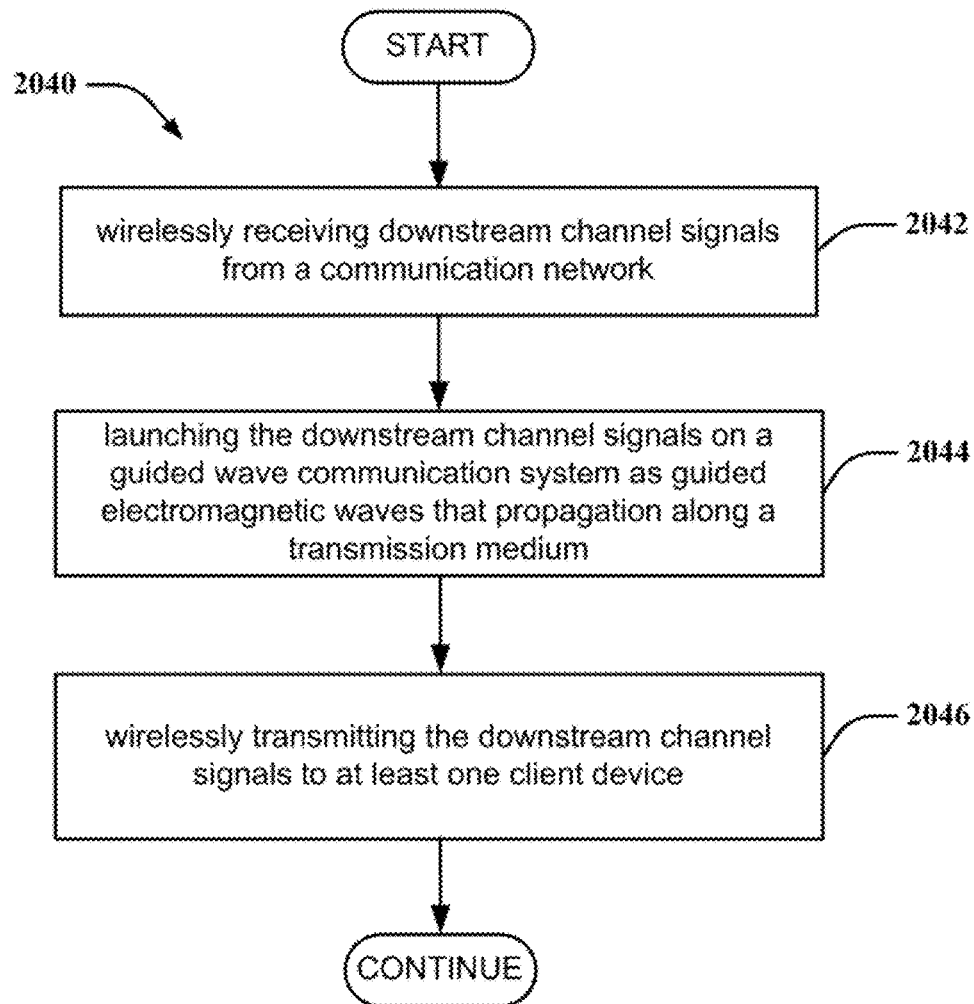 START
2040
wirelessly receiving downstream channel signals
from a communication network
2042
launching the downstream channel signals on a
guided wave communication system as guided
electromagnetic waves that propagation along a
transmission medium
2044
wirelessly transmitting the downstream channel
signals to at least one client device
2046
CONTINUE